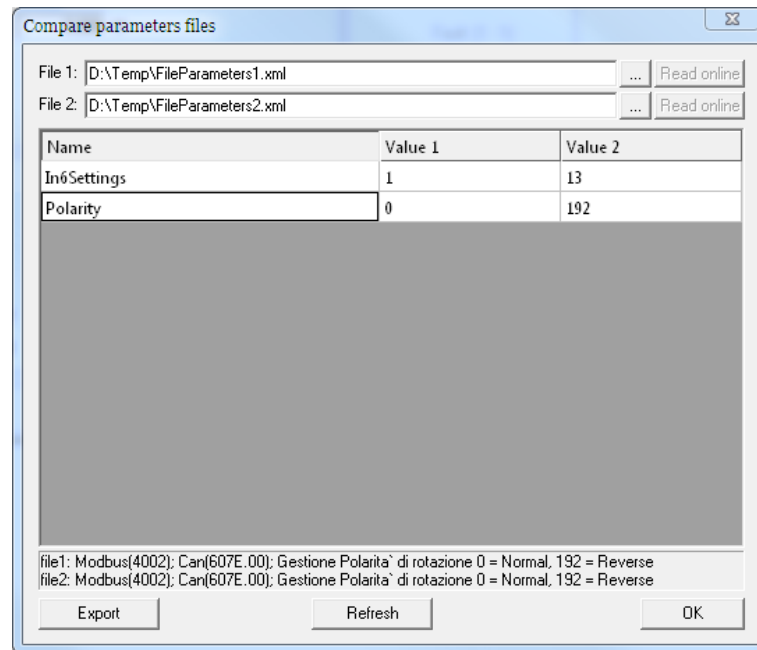 Compare parameters files
File 1: D:\Temp\FileParameters1.xml ... Read online
File 2: D:\Temp\FileParameters2.xml ... Read online
Name Value 1 Value 2
In6Settings 1 13
Polarity 0 192
file1: Modbus(4002); Can(607E.00); Gestione Polarita` di rotazione 0 = Normal, 192 = Reverse
file2: Modbus(4002); Can(607E.00); Gestione Polarita` di rotazione 0 = Normal, 192 = Reverse
Export Refresh OK